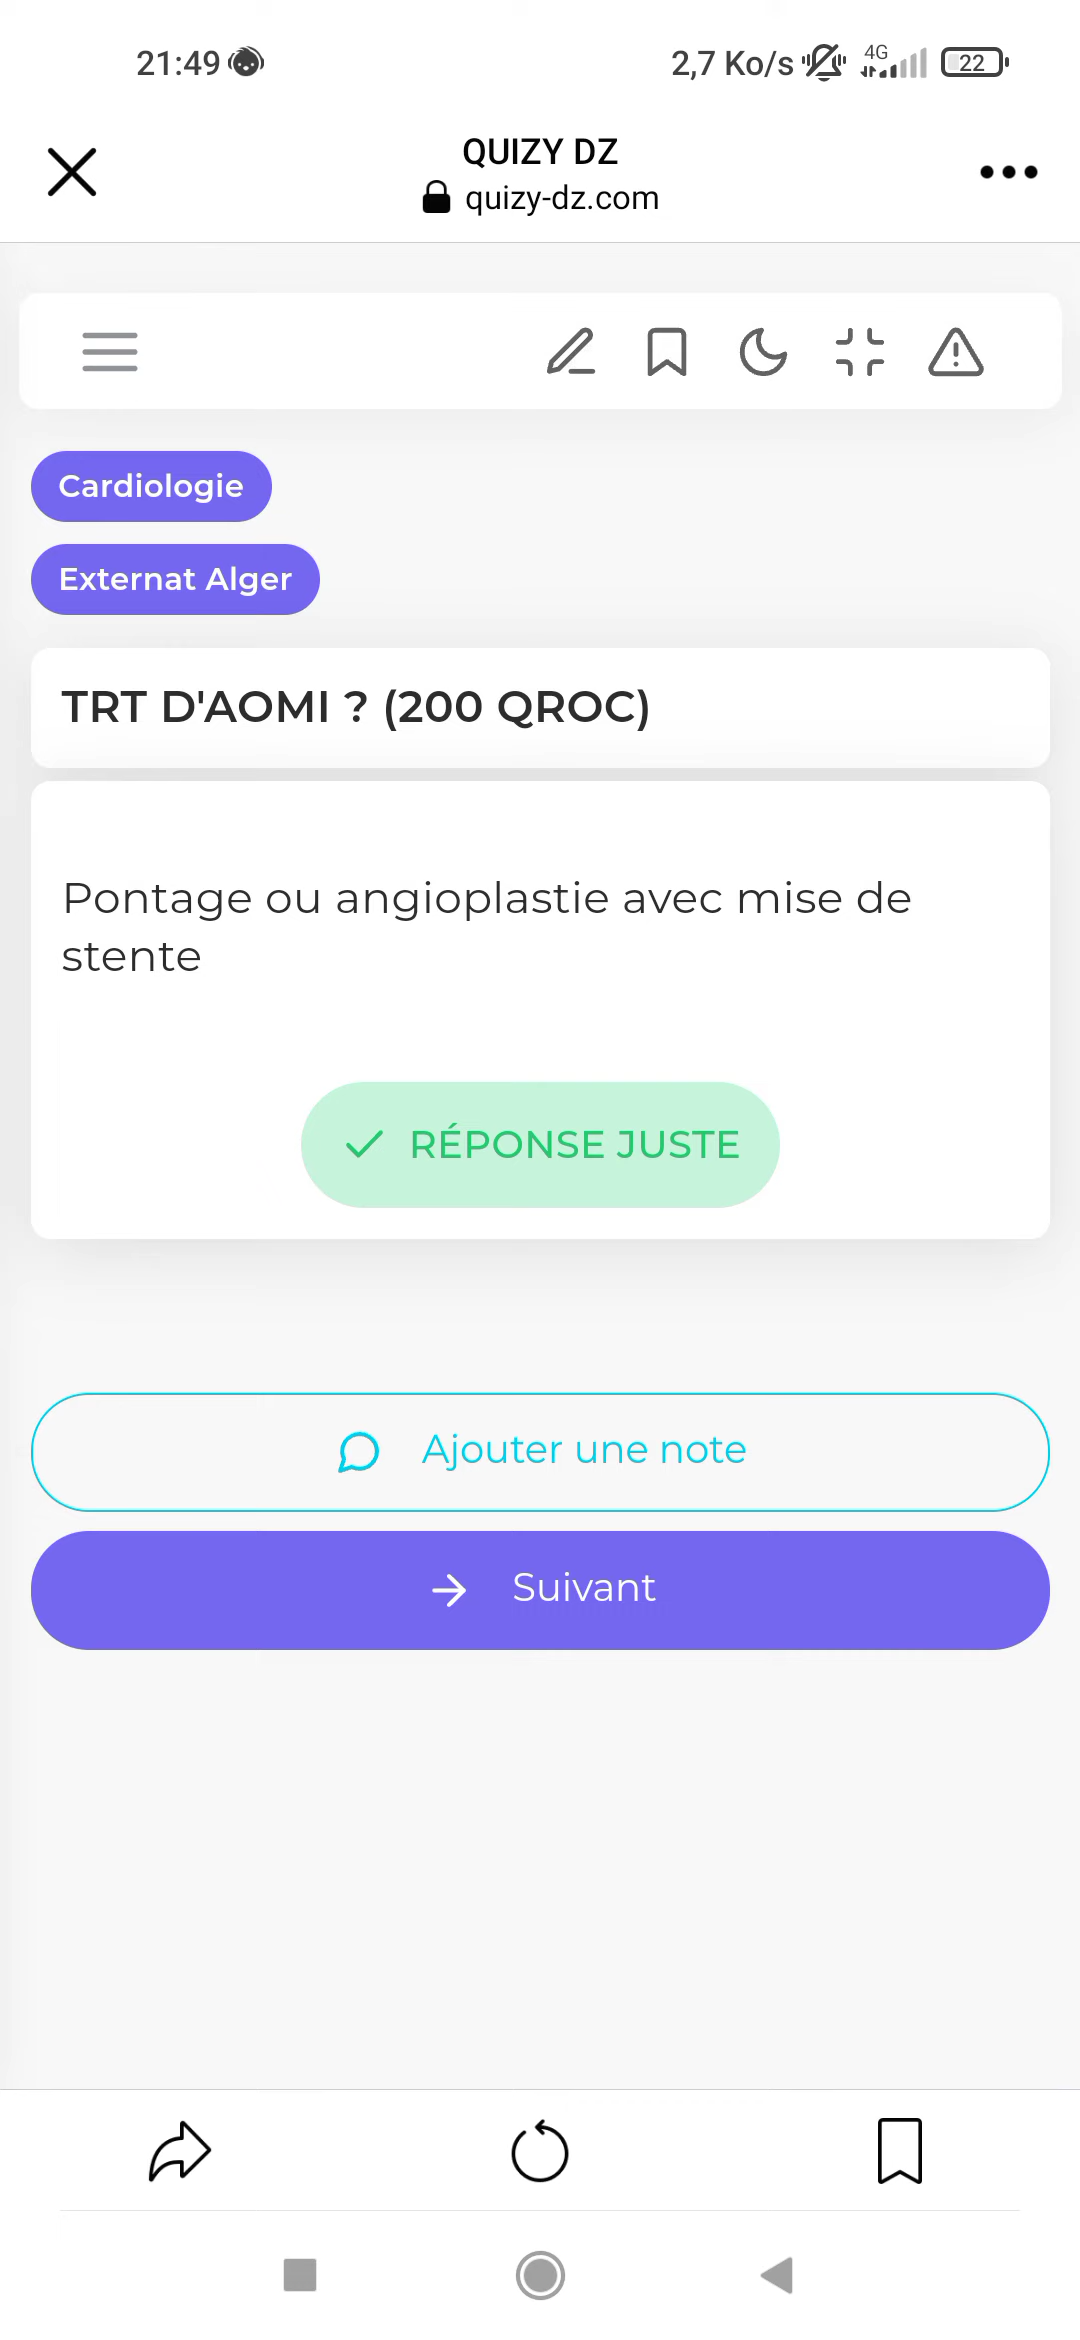 21:49
2,7 Ko/s 4G 22
QUIZY DZ
quizy-dz.com
Cardiologie
Externat Alger
TRT D'AOMI ? (200 QROC)
Pontage ou angioplastie avec mise de
stente
RÉPONSE JUSTE
Ajouter une note
Suivant